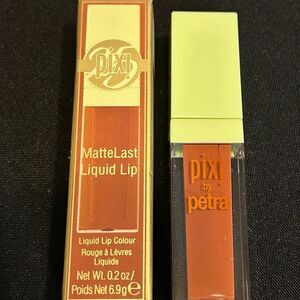 pixi
MatteLast
Liquid Lip
Liquid Lip Colour
Rouge à Lèvres
Liquide
Net Wt. 0.2 oz/
Poids Net 6.9g℮
pixi
by
petra